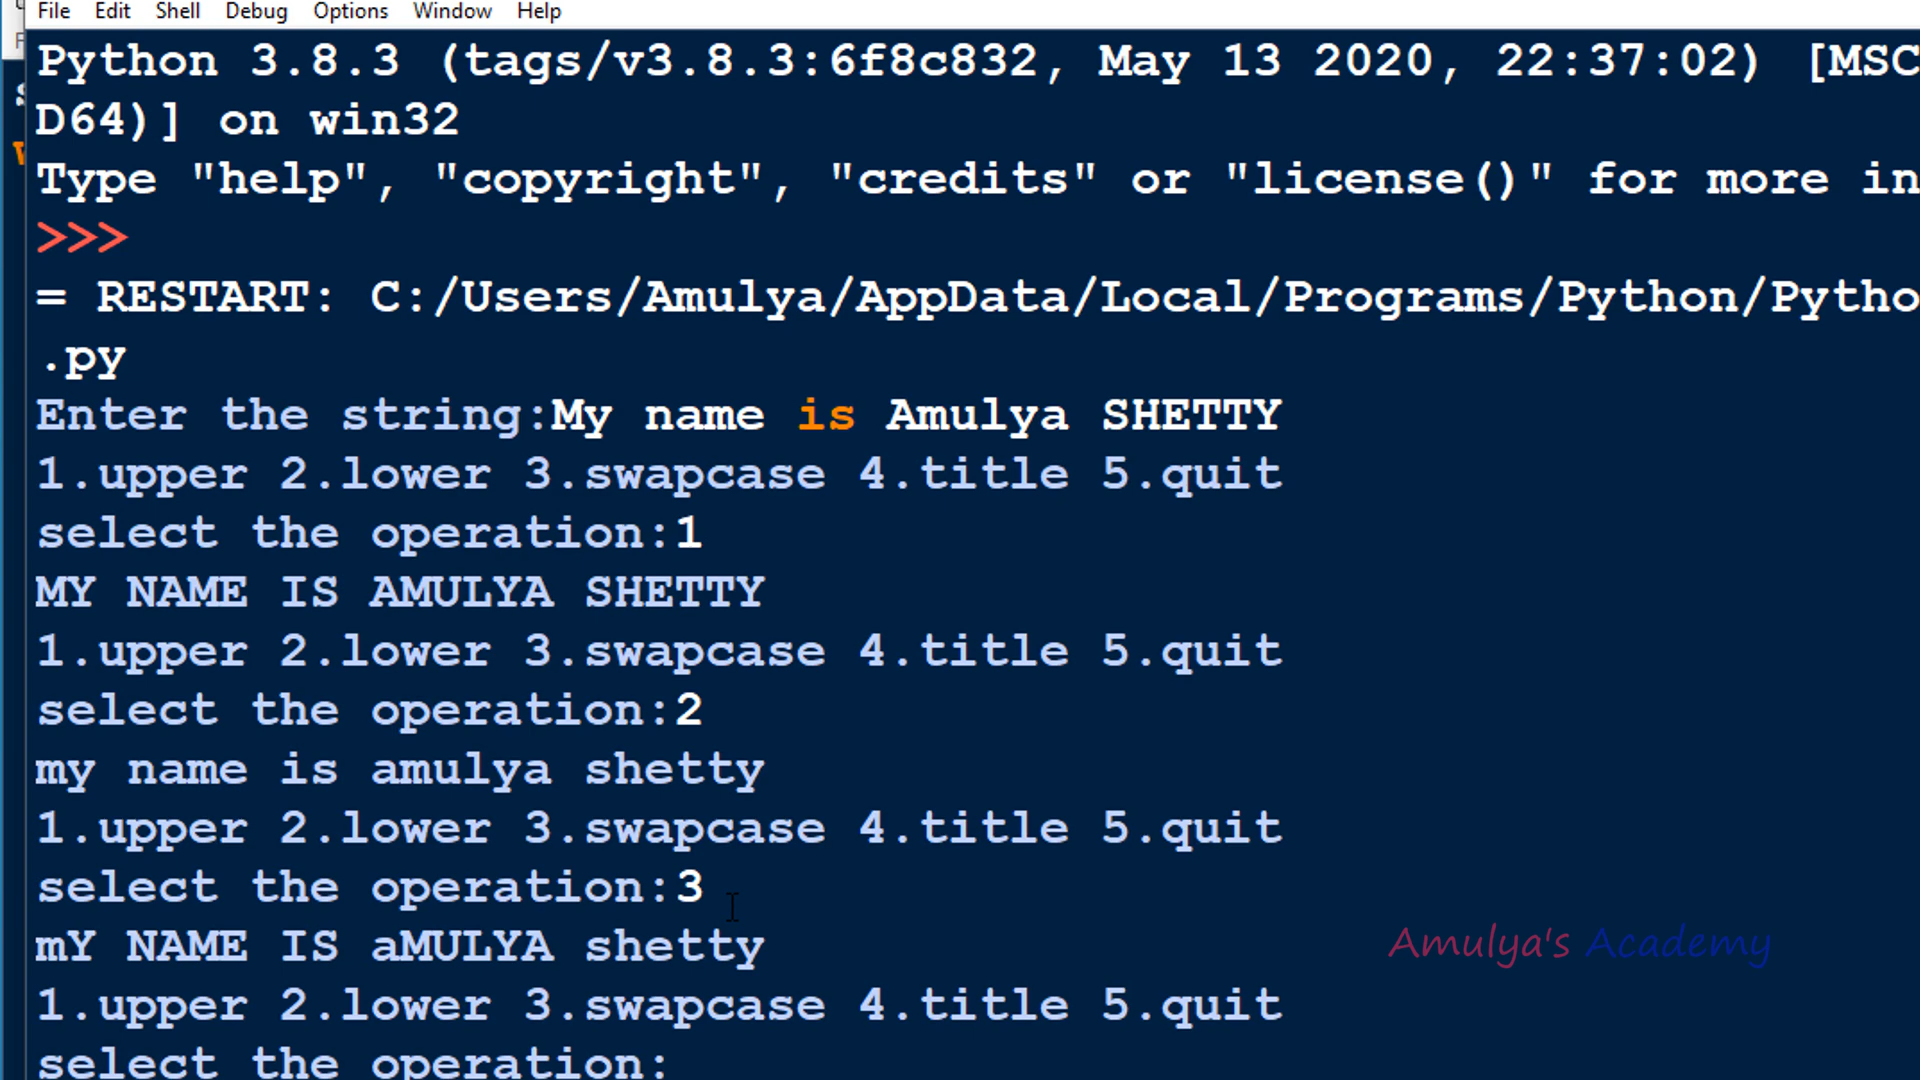 File Edit Shell Debug Options Window Help
Python 3.8.3 (tags/v3.8.3:6f8c832, May 13 2020, 22:37:02) [MSC
D64)] on win32
Type "help", "copyright", "credits" or "license()" for more in
>>>
= RESTART: C:/Users/Amulya/AppData/Local/Programs/Python/Pytho
.py
Enter the string:My name is Amulya SHETTY
1.upper 2.lower 3.swapcase 4.title 5.quit
select the operation:1
MY NAME IS AMULYA SHETTY
1.upper 2.lower 3.swapcase 4.title 5.quit
select the operation:2
my name is amulya shetty
1.upper 2.lower 3.swapcase 4.title 5.quit
select the operation:3
mY NAME IS aMULYA shetty
Amulya's Academy
1.upper 2.lower 3.swapcase 4.title 5.quit
select the operation: